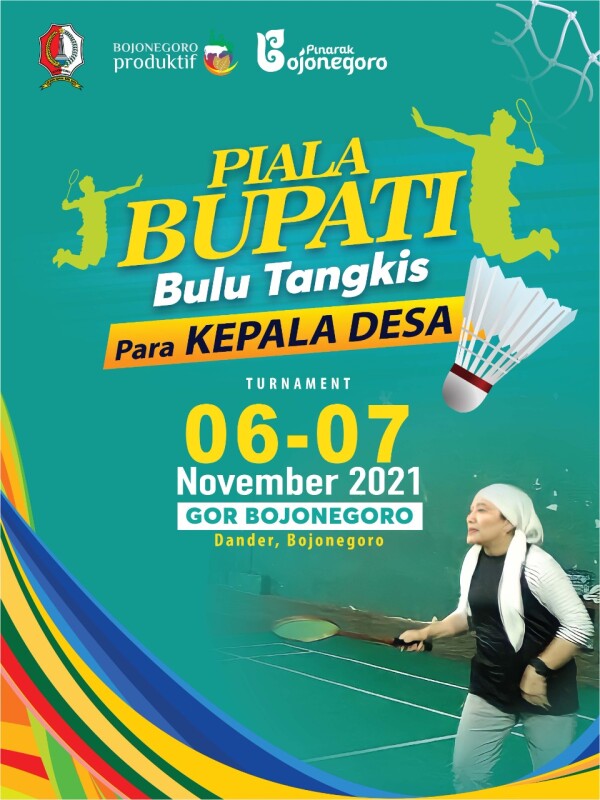 BOJONEGORO
produktif
Pinarak
Bojonegoro
PIALA
BUPATI
Bulu Tangkis
Para KEPALA DESA
TURNAMENT
06-07
November 2021
GOR BOJONEGORO
Dander, Bojonegoro